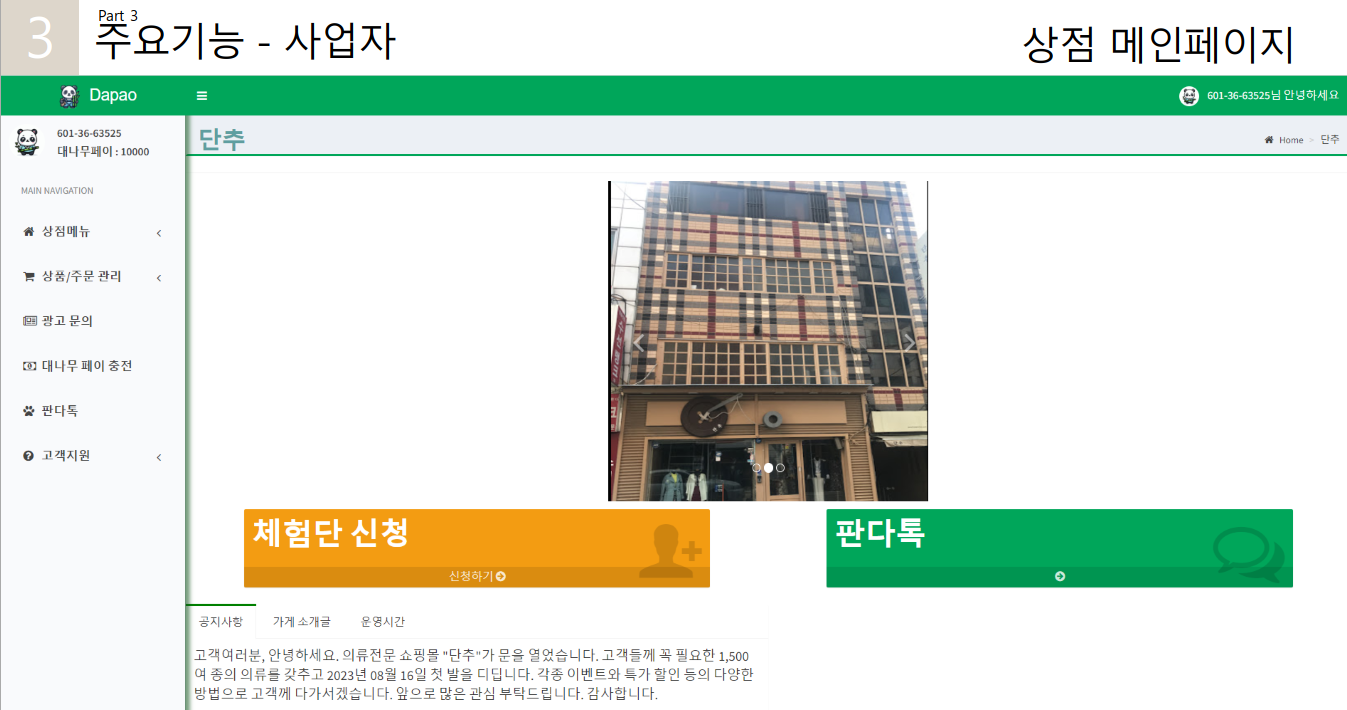 3
Part 3
주요기능 - 사업자
상점 메인페이지
Dapao
601-36-63525님 안녕하세요
601-36-63525
대나무페이 : 10000
단추
Home > 단추
MAIN NAVIGATION
상점메뉴
상품/주문 관리
광고 문의
대나무 페이 충전
판다톡
고객지원
체험단 신청
신청하기
판다톡
공지사항 가게 소개글 운영시간
고객여러분, 안녕하세요. 의류전문 쇼핑몰 "단추"가 문을 열었습니다. 고객들께 꼭 필요한 1,500
여 종의 의류를 갖추고 2023년 08월 16일 첫 발을 디딥니다. 각종 이벤트와 특가 할인 등의 다양한
방법으로 고객께 다가서겠습니다. 앞으로 많은 관심 부탁드립니다. 감사합니다.